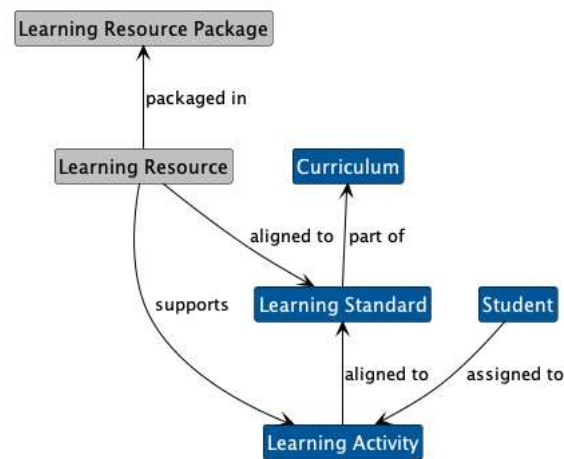 Learning Resource Package
packaged in
Learning Resource
Curriculum
aligned to
part of
supports
Learning Standard
Student
aligned to
assigned to
Learning Activity